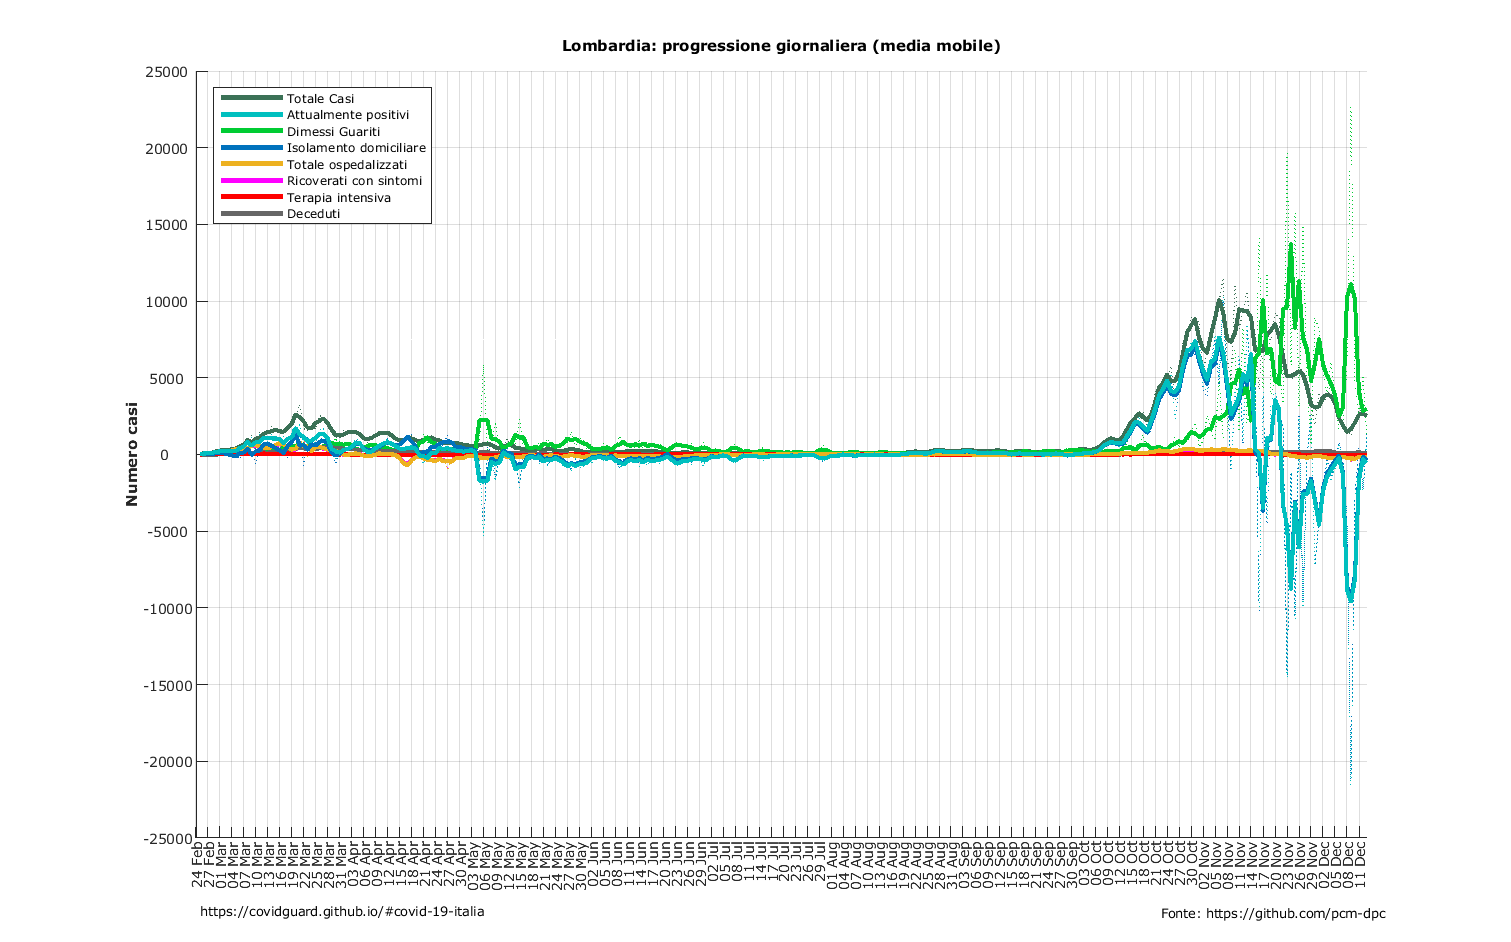 Lombardia: progressione giornaliera (media mobile)
25000
20000
15000
10000
5000
0
-5000
-10000
-15000
-20000
-25000
Numero casi
Totale Casi
Attualmente positivi
Dimessi Guariti
Isolamento domiciliare
Totale ospedalizzati
Ricoverati con sintomi
Terapia intensiva
Deceduti
24 Feb
27 Feb
01 Mar
04 Mar
07 Mar
10 Mar
13 Mar
16 Mar
19 Mar
22 Mar
25 Mar
28 Mar
31 Mar
03 Apr
06 Apr
09 Apr
12 Apr
15 Apr
18 Apr
21 Apr
24 Apr
27 Apr
30 Apr
03 May
06 May
09 May
12 May
15 May
18 May
21 May
24 May
27 May
30 May
02 Jun
05 Jun
08 Jun
11 Jun
14 Jun
17 Jun
20 Jun
23 Jun
26 Jun
29 Jun
02 Jul
05 Jul
08 Jul
11 Jul
14 Jul
17 Jul
20 Jul
23 Jul
26 Jul
29 Jul
01 Aug
04 Aug
07 Aug
10 Aug
13 Aug
16 Aug
19 Aug
22 Aug
25 Aug
28 Aug
31 Aug
03 Sep
06 Sep
09 Sep
12 Sep
15 Sep
18 Sep
21 Sep
24 Sep
27 Sep
30 Sep
03 Oct
06 Oct
09 Oct
12 Oct
15 Oct
18 Oct
21 Oct
24 Oct
27 Oct
30 Oct
02 Nov
05 Nov
08 Nov
11 Nov
14 Nov
17 Nov
20 Nov
23 Nov
26 Nov
29 Nov
02 Dec
05 Dec
08 Dec
11 Dec
https://covidguard.github.io/#covid-19-italia
Fonte: https://github.com/pcm-dpc